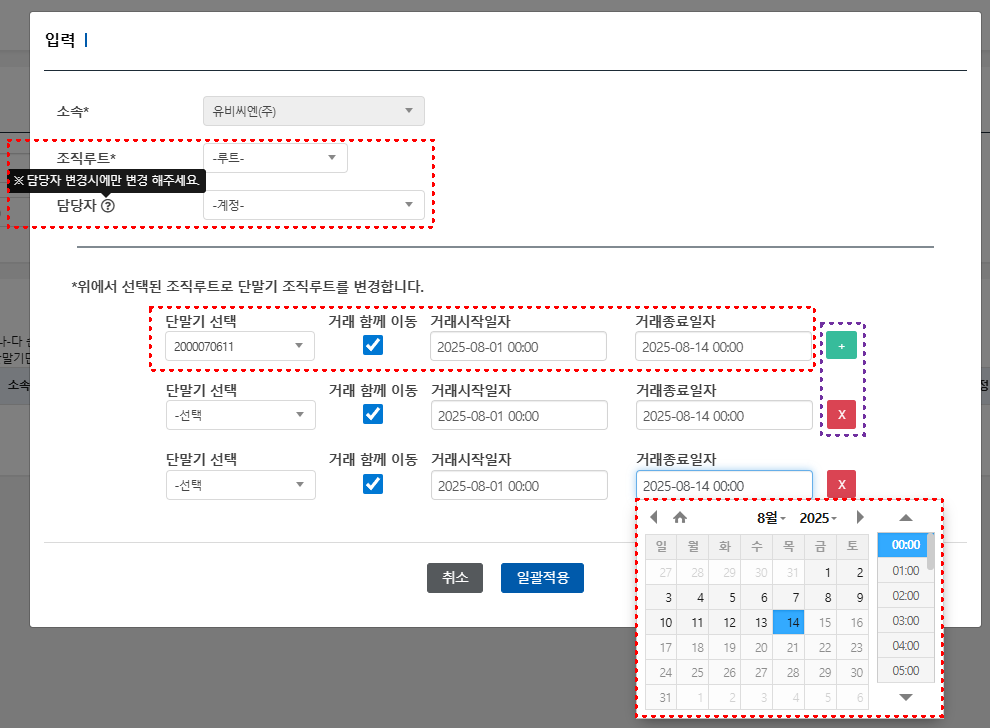 입력
소속*
유비씨엔(주)
조직루트*
-루트-
※ 담당자 변경시에만 변경 해주세요.
담당자 ?
-계정-
*위에서 선택된 조직루트로 단말기 조직루트를 변경합니다.
단말기 선택 거래 함께 이동 거래시작일자 거래종료일자
2000070611 2025-08-01 00:00 2025-08-14 00:00 +
단말기 선택 거래 함께 이동 거래시작일자 거래종료일자
-선택 2025-08-01 00:00 2025-08-14 00:00 X
단말기 선택 거래 함께 이동 거래시작일자 거래종료일자
-선택 2025-08-01 00:00 2025-08-14 00:00 X
소속
취소 일괄적용
8월 2025
일 월 화 수 목 금 토
27 28 29 30 31 1 2
3 4 5 6 7 8 9
10 11 12 13 14 15 16
17 18 19 20 21 22 23
24 25 26 27 28 29 30
31 1 2 3 4 5 6
00:00
01:00
02:00
03:00
04:00
05:00